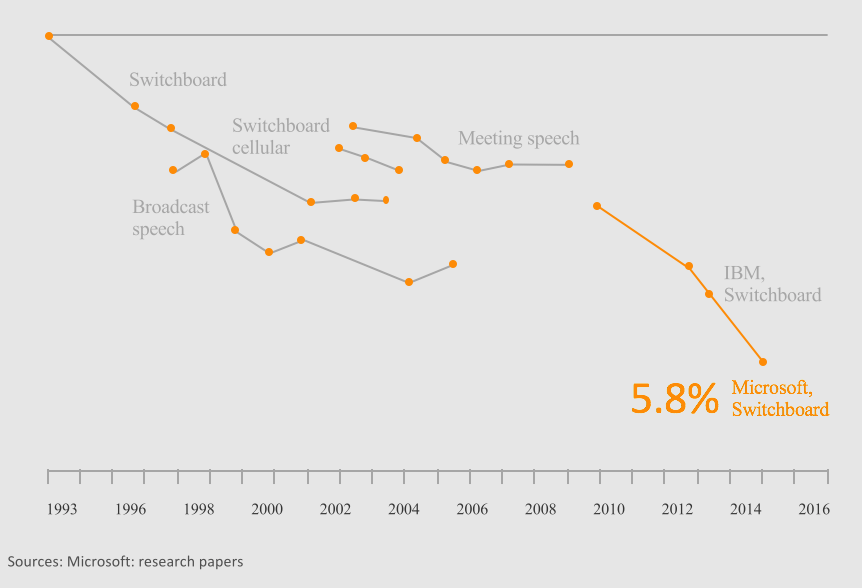 Switchboard
Switchboard
cellular
Meeting speech
Broadcast
speech
IBM,
Switchboard
5.8%
Microsoft,
Switchboard
1993 1996 1998 2000 2002 2004 2006 2008 2010 2012 2014 2016
Sources: Microsoft: research papers